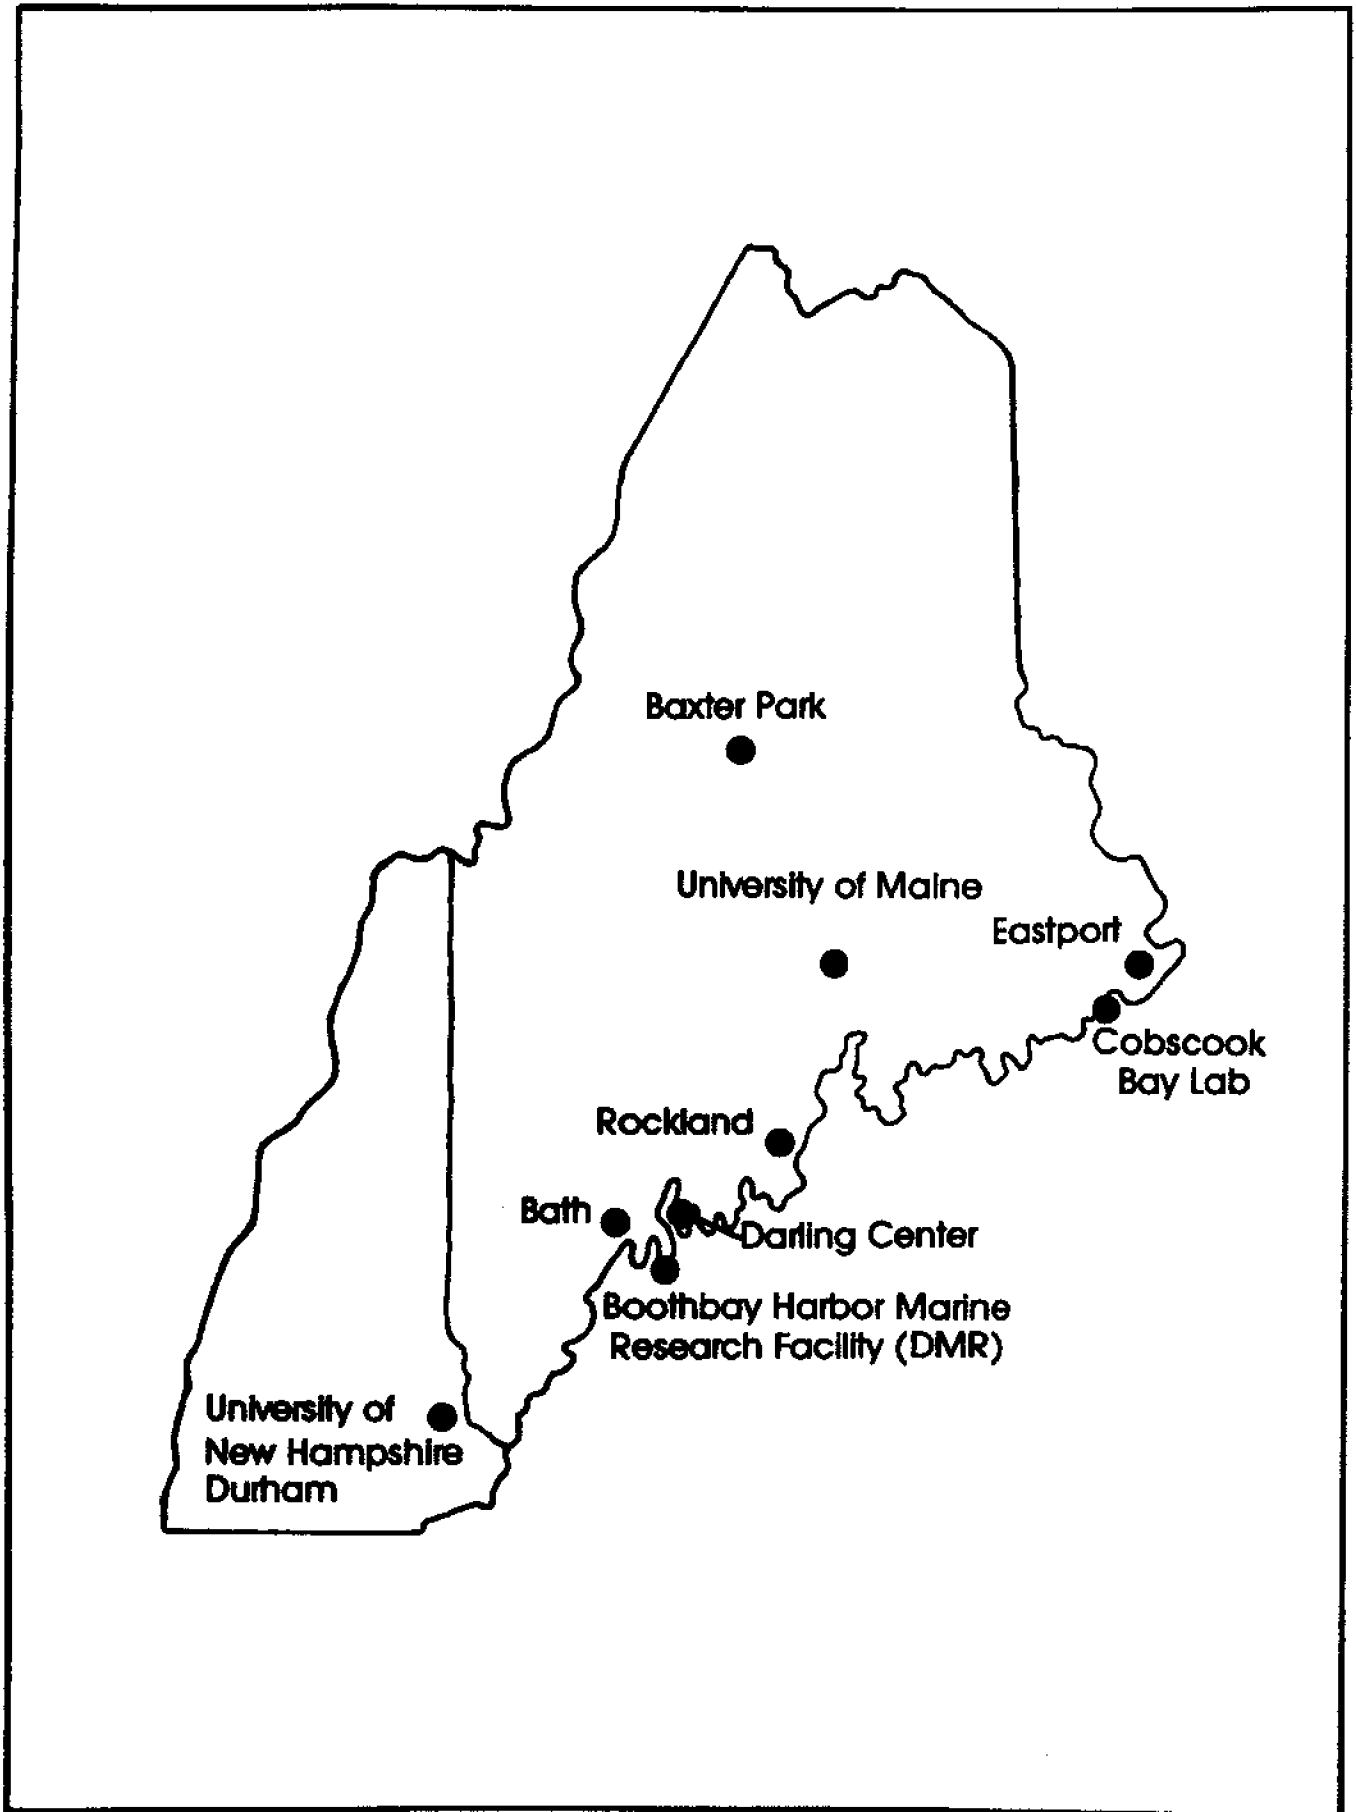 Baxter Park
University of Maine
Eastport
Cobscook
Bay Lab
Rockland
Bath
Darling Center
Boothbay Harbor Marine
Research Facility (DMR)
University of
New Hampshire
Durham